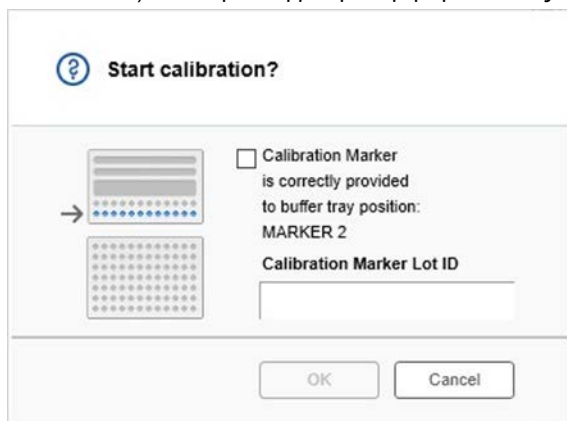 Start calibration?
Calibration Marker
is correctly provided
to buffer tray position:
MARKER 2
Calibration Marker Lot ID
OK
Cancel